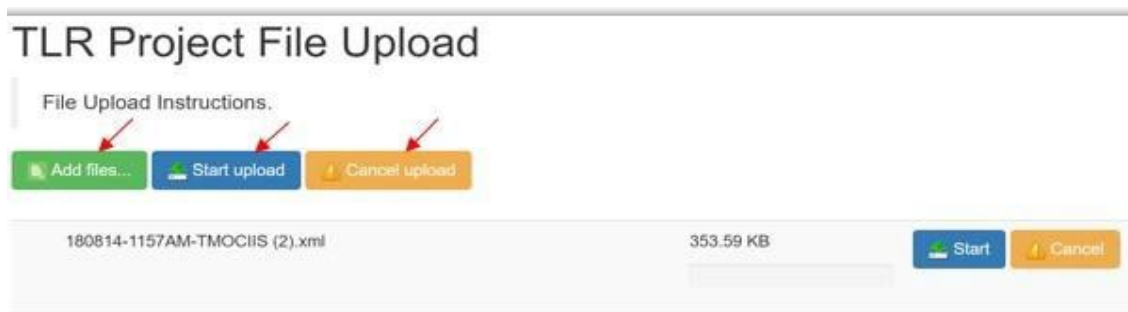 TLR Project File Upload
File Upload Instructions.
Add files... Start upload Cancel upload
180814-1157AM-TMOCIIS (2).xml 353.59 KB Start Cancel